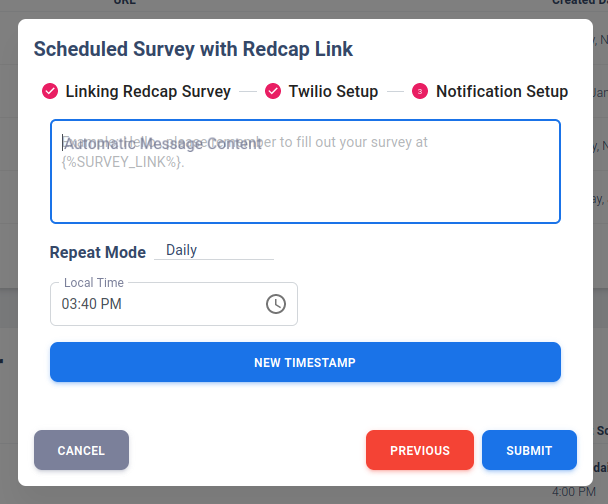 URL
Created Da
Scheduled Survey with Redcap Link
Linking Redcap Survey
Twilio Setup
3 Notification Setup
Example: Hello, please remember to fill out your survey at
{%SURVEY_LINK%}.
Automatic Message Content
Repeat Mode Daily
Local Time
03:40 PM
NEW TIMESTAMP
CANCEL
PREVIOUS
SUBMIT
4:00 PM